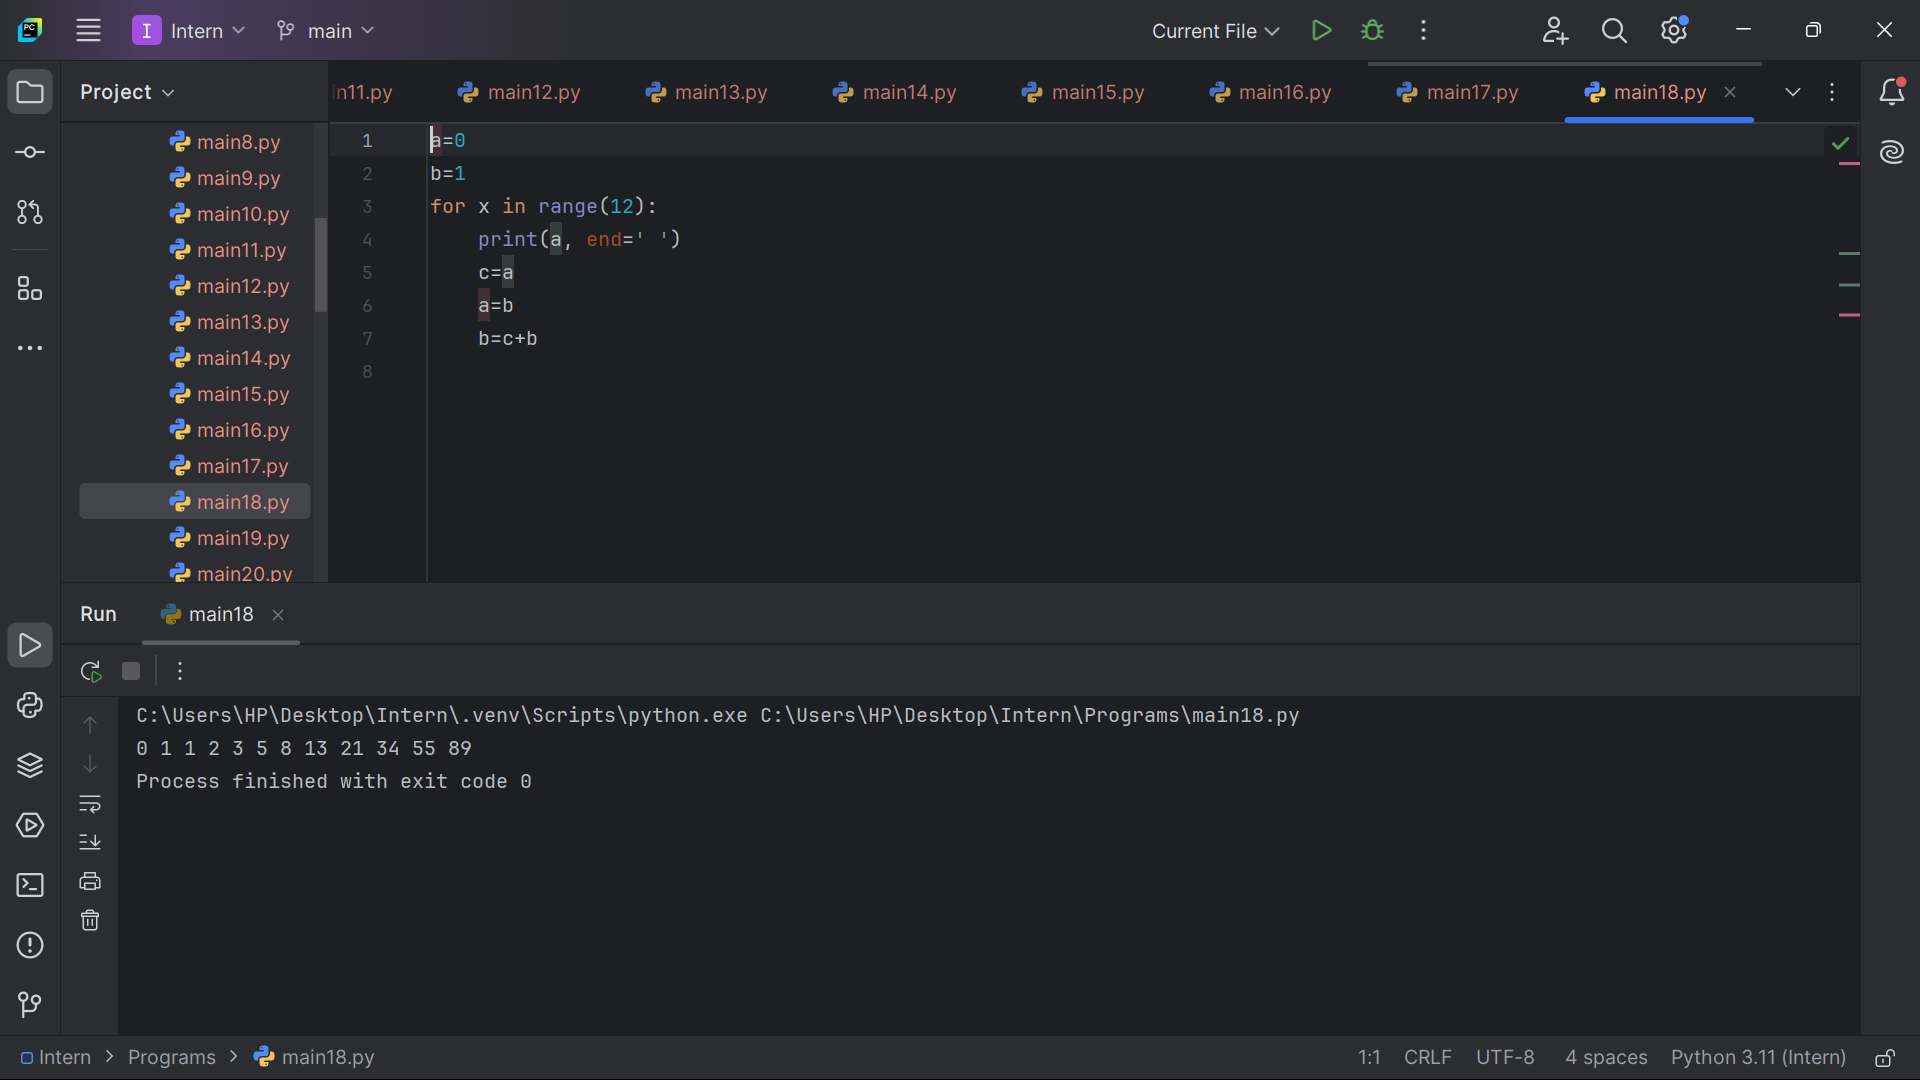 PC
I Intern main
Current File
Project
in11.py main12.py main13.py main14.py main15.py main16.py main17.py main18.py
main8.py
main9.py
main10.py
main11.py
main12.py
main13.py
main14.py
main15.py
main16.py
main17.py
main18.py
main19.py
main20.py
1 a=0
2 b=1
3 for x in range(12):
4 print(a, end=' ')
5 c=a
6 a=b
7 b=c+b
8
Run main18
C:\Users\HP\Desktop\Intern\.venv\Scripts\python.exe C:\Users\HP\Desktop\Intern\Programs\main18.py
0 1 1 2 3 5 8 13 21 34 55 89
Process finished with exit code 0
Intern > Programs > main18.py
1:1 CRLF UTF-8 4 spaces Python 3.11 (Intern)